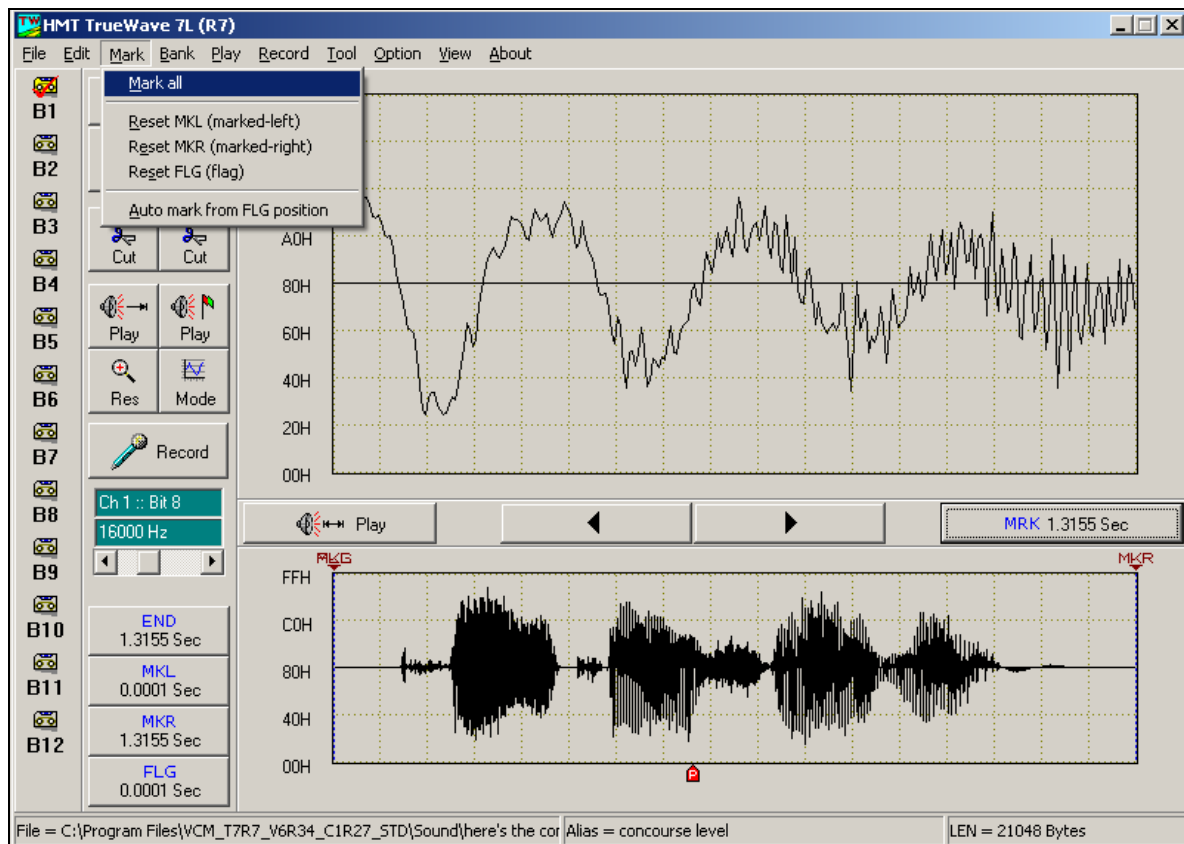 HMT TrueWave 7L (R7)
File Edit Mark Bank Play Record Tool Option View About
Mark all
Reset MKL (marked-left)
Reset MKR (marked-right)
Reset FLG (flag)
Auto mark from FLG position
B1
B2
B3
B4
B5
B6
B7
B8
B9
B10
B11
B12
Cut Cut
Play Play
Res Mode
Record
Ch 1 :: Bit 8
16000 Hz
END
1.3155 Sec
MKL
0.0001 Sec
MKR
1.3155 Sec
FLG
0.0001 Sec
A0H
80H
60H
40H
20H
00H
Play
MRK 1.3155 Sec
MKR
FFH
C0H
80H
40H
00H
P
File = C:\Program Files\VCM_T7R7_V6R34_C1R27_STD\Sound\here's the cor
Alias = concourse level
LEN = 21048 Bytes